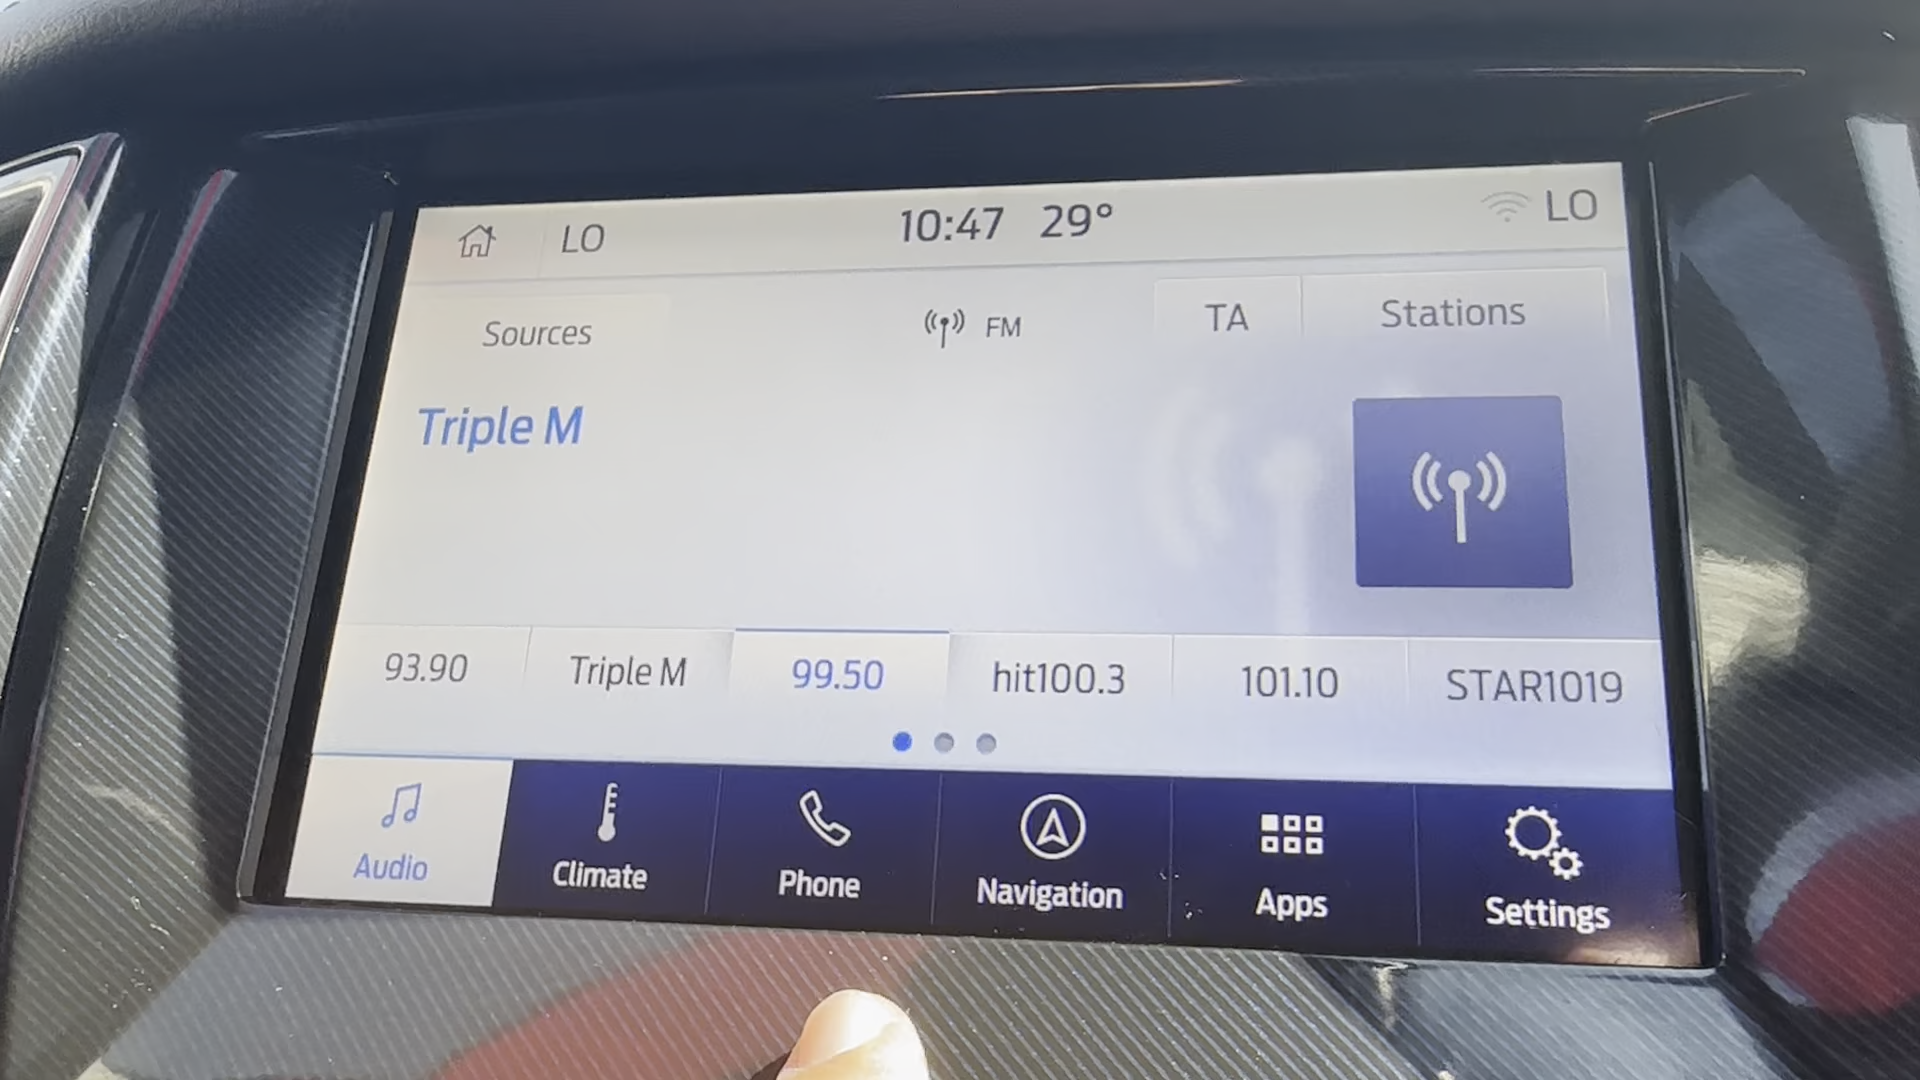 LO 10:47 29° LO
Sources FM TA Stations
Triple M
93.90 Triple M 99.50 hit100.3 101.10 STAR1019
Audio Climate Phone Navigation Apps Settings